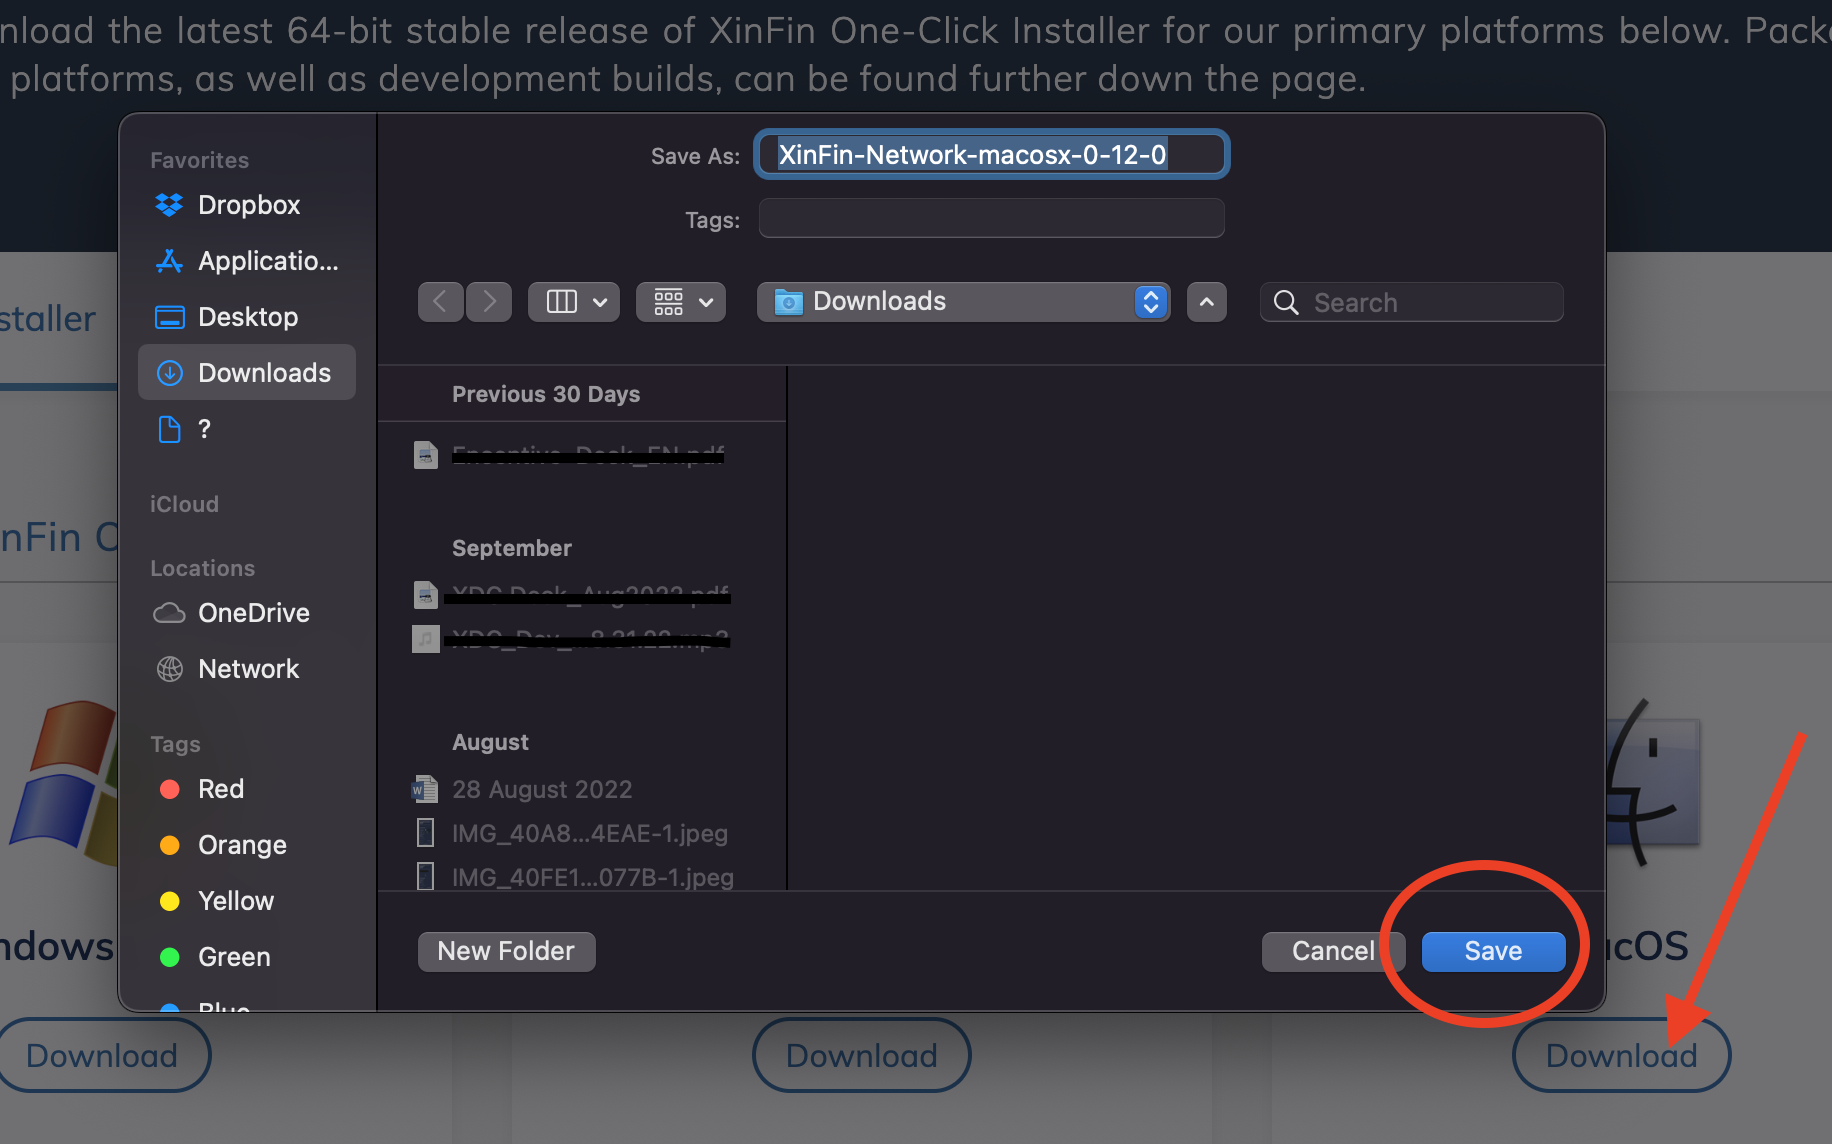 nload the latest 64-bit stable release of XinFin One-Click Installer for our primary platforms below. Pack
platforms, as well as development builds, can be found further down the page.
Save As: XinFin-Network-macosx-0-12-0
Tags:
Downloads
Search
Favorites
Dropbox
Applicatio...
Desktop
Downloads
?
iCloud
Locations
OneDrive
Network
Tags
Red
Orange
Yellow
Green
Blue
Previous 30 Days
September
August
28 August 2022
IMG_40A8...4EAE-1.jpeg
IMG_40FE1...077B-1.jpeg
New Folder
Cancel
Save
staller
nFin C
ndows
acOS
Download
Download
Download